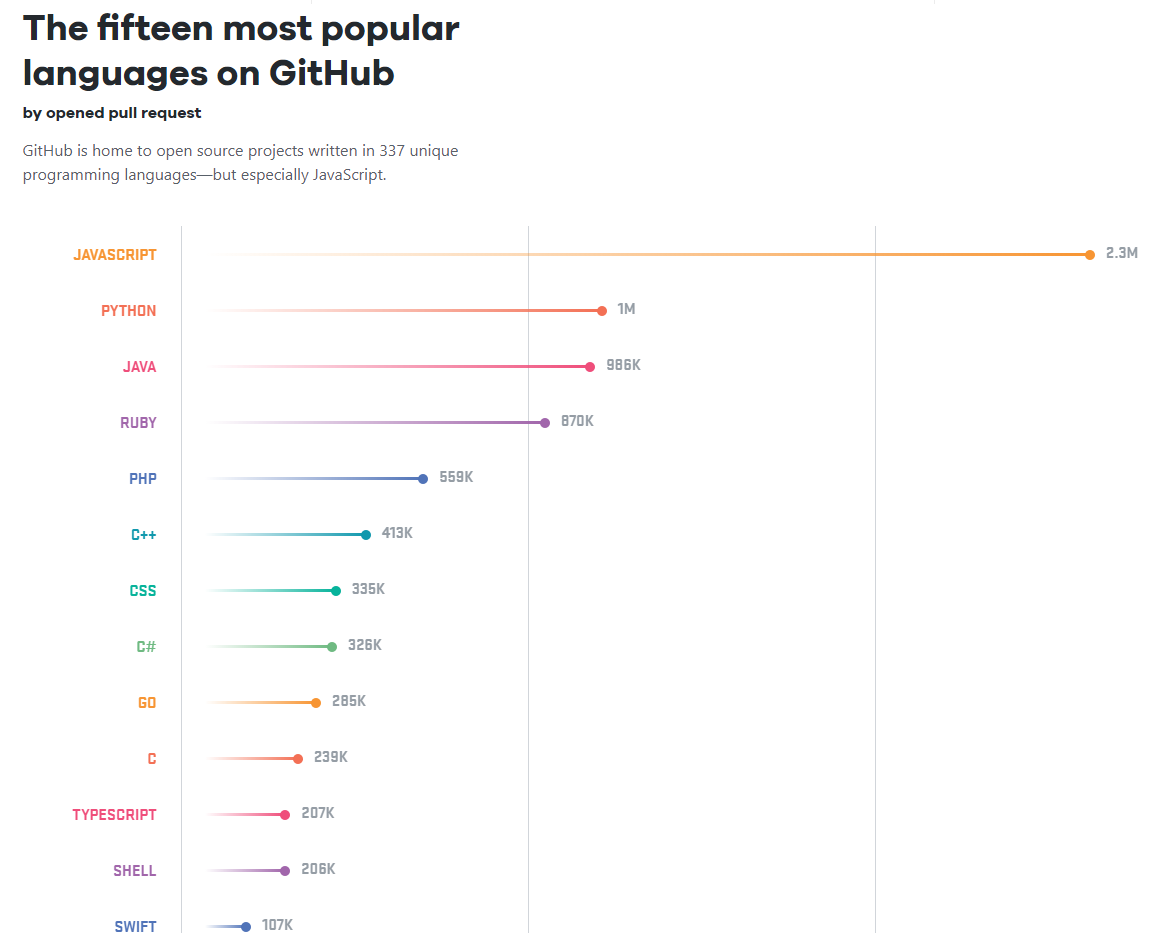 The fifteen most popular
languages on GitHub
by opened pull request
GitHub is home to open source projects written in 337 unique
programming languages—but especially JavaScript.
JAVASCRIPT 2.3M
PYTHON 1M
JAVA 986K
RUBY 870K
PHP 559K
C++ 413K
CSS 335K
C# 326K
GO 285K
C 239K
TYPESCRIPT 207K
SHELL 206K
SWIFT 107K